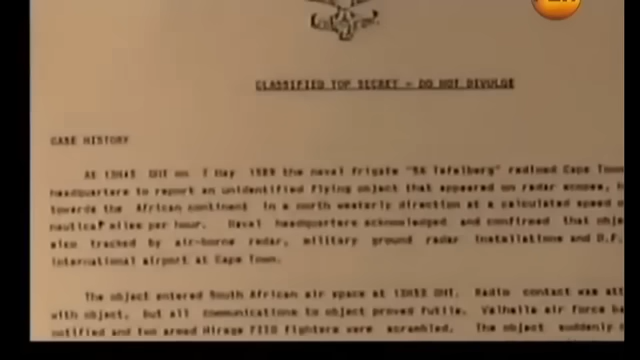 CLASSIFIED TOP SECRET - DO NOT DIVULGE
CASE HISTORY
At 13H45 GMT on 7 May 1989 the naval frigate "SA Tafelberg" radioed Cape Town
headquarters to report an unidentified flying object that appeared on radar scopes,
towards the African continent in a north westerly direction at a calculated speed
nautical miles per hour. Naval headquarters acknowledged and confirmed that
also tracked by air-borne radar, military ground radar installations and D.F.
international airport at Cape Town.
The object entered South African air space at 13H52 GMT. Radio contact was
with object, but all communications to object proved futile. Valhalla air force
notified and two armed Mirage FIIG fighters were scrambled. The object suddenly